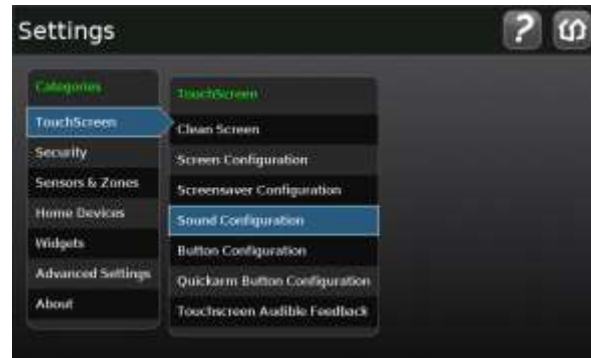 Settings
?
Categories
TouchScreen
Security
Sensors & Zones
Home Devices
Widgets
Advanced Settings
About
TouchScreen
Clean Screen
Screen Configuration
Screensaver Configuration
Sound Configuration
Button Configuration
Quickarm Button Configuration
Touchscreen Audible Feedback